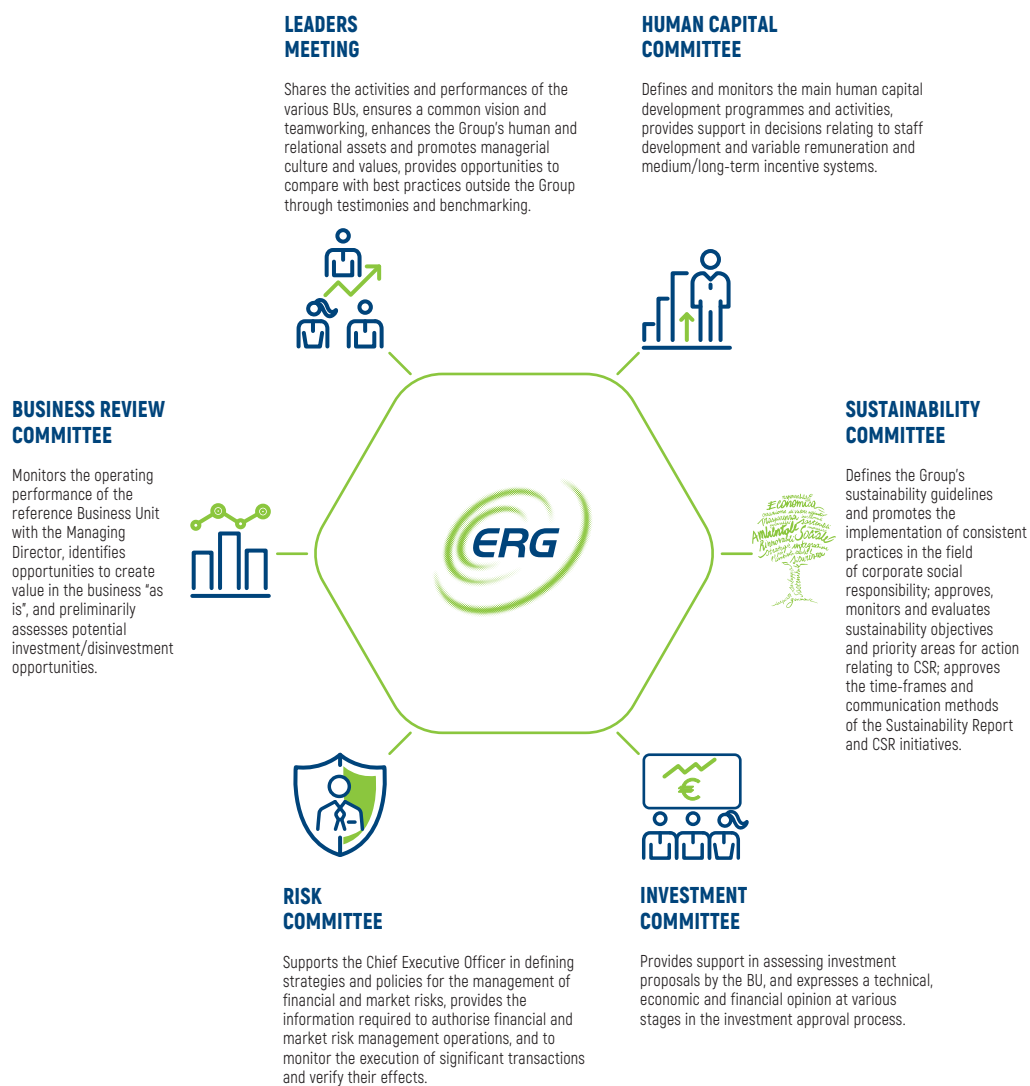 LEADERS
MEETING
Shares the activities and performances of the
various BUs, ensures a common vision and
teamworking, enhances the Group's human and
relational assets and promotes managerial
culture and values, provides opportunities to
compare with best practices outside the Group
through testimonies and benchmarking.
HUMAN CAPITAL
COMMITTEE
Defines and monitors the main human capital
development programmes and activities,
provides support in decisions relating to staff
development and variable remuneration and
medium/long-term incentive systems.
BUSINESS REVIEW
COMMITTEE
Monitors the operating
performance of the
reference Business Unit
with the Managing
Director, identifies
opportunities to create
value in the business "as
is", and preliminarily
assesses potential
investment/disinvestment
opportunities.
ERG
Economica
Ambientale Sociale
SUSTAINABILITY
COMMITTEE
Defines the Group's
sustainability guidelines
and promotes the
implementation of consistent
practices in the field
of corporate social
responsibility; approves,
monitors and evaluates
sustainability objectives
and priority areas for action
relating to CSR; approves
the time-frames and
communication methods
of the Sustainability Report
and CSR initiatives.
€
RISK
COMMITTEE
Supports the Chief Executive Officer in defining
strategies and policies for the management of
financial and market risks, provides the
information required to authorise financial and
market risk management operations, and to
monitor the execution of significant transactions
and verify their effects.
INVESTMENT
COMMITTEE
Provides support in assessing investment
proposals by the BU, and expresses a technical,
economic and financial opinion at various
stages in the investment approval process.